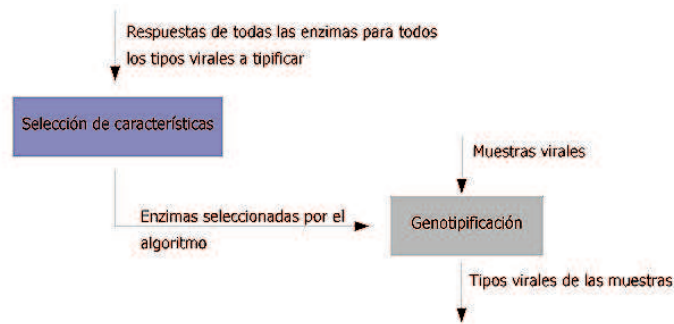 Respuestas de todas las enzimas para todos
los tipos virales a tipificar
Selección de características
Muestras virales
Enzimas seleccionadas por el
algoritmo
Genotipificación
Tipos virales de las muestras